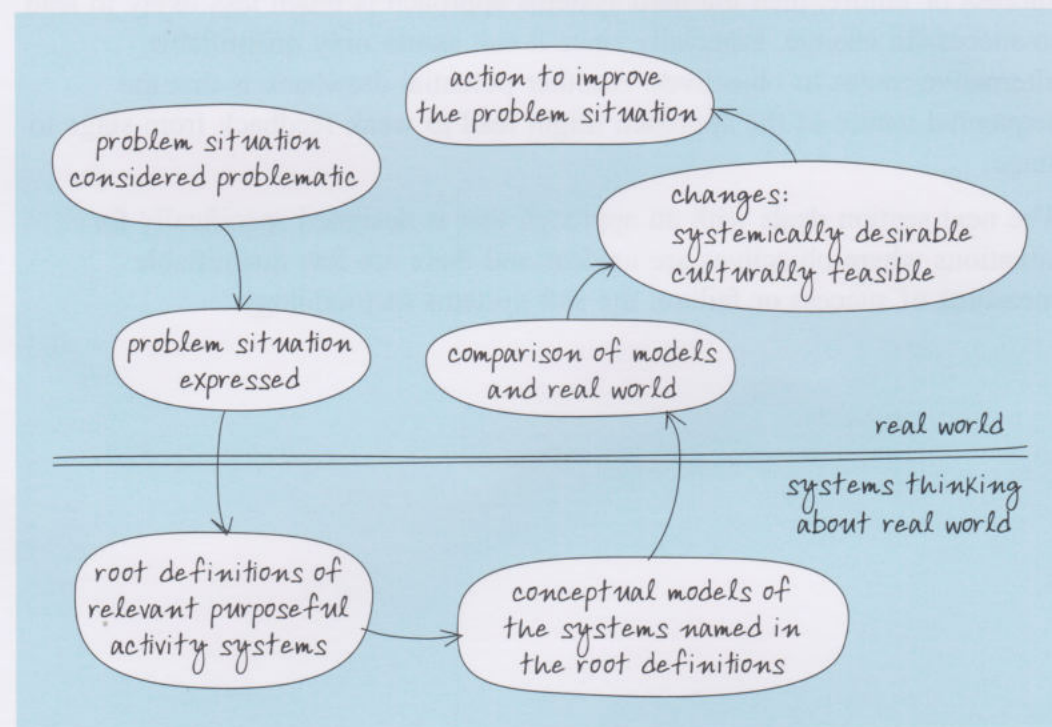 problem situation
considered problematic
problem situation
expressed
root definitions of
relevant purposeful
activity systems
conceptual models of
the systems named in
the root definitions
comparison of models
and real world
changes:
systemically desirable
culturally feasible
action to improve
the problem situation
real world
systems thinking
about real world